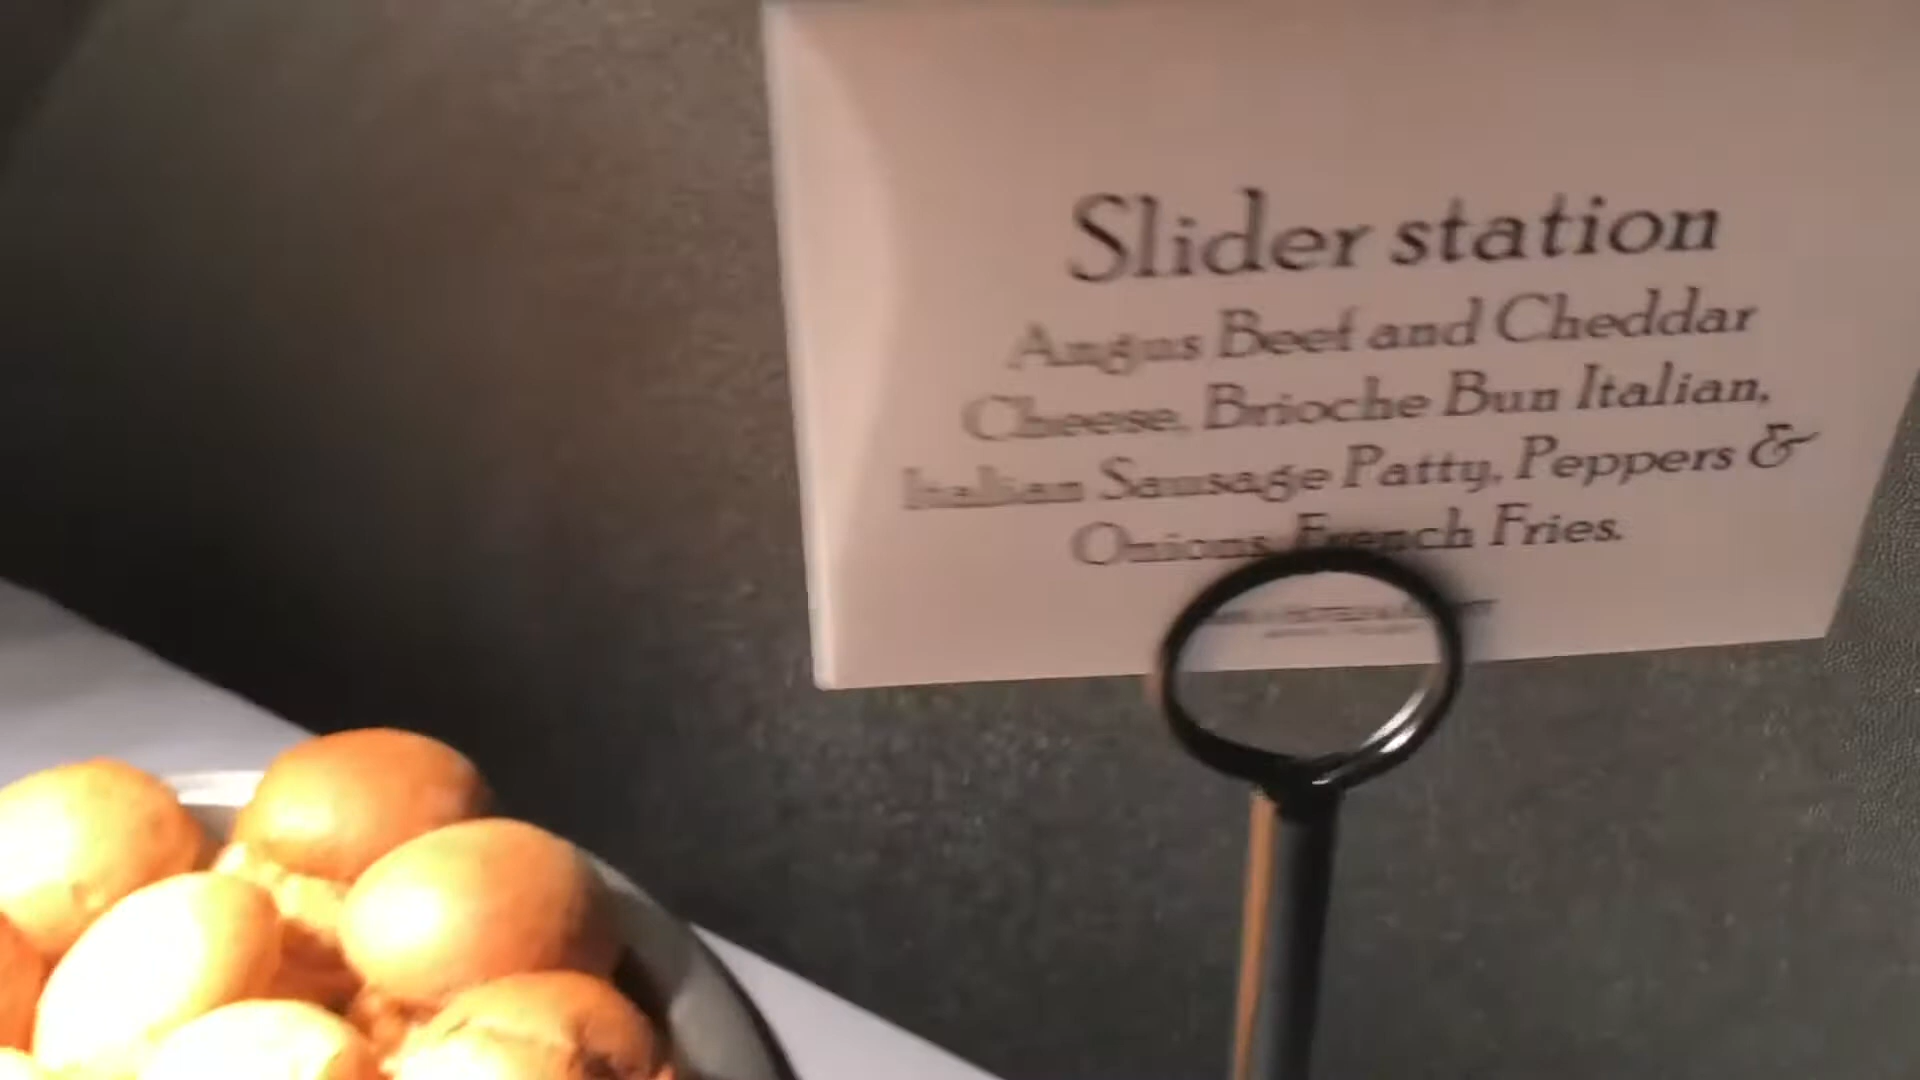 Slider station
Angus Beef and Cheddar
Cheese, Brioche Bun Italian,
Italian Sausage Patty, Peppers &
Onions, French Fries.